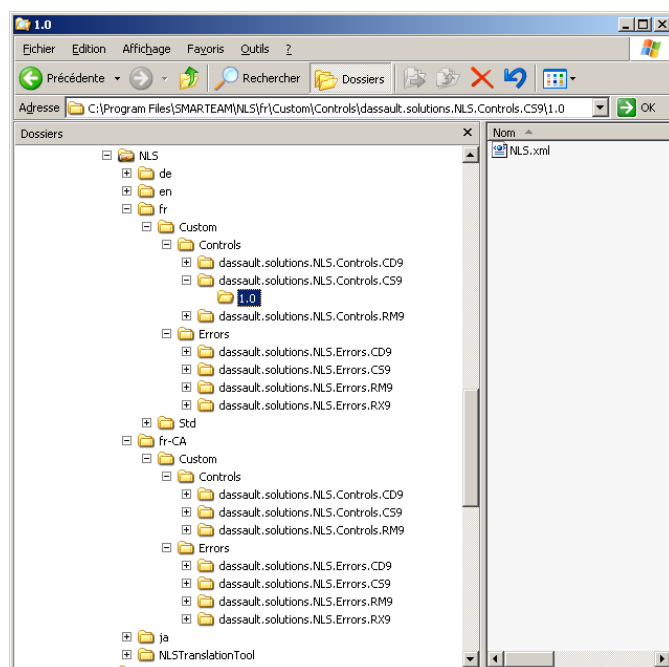 1.0
Fichier Edition Affichage Favoris Outils ?
Précédente Rechercher Dossiers
Adresse C:\Program Files\SMARTEAM\NLS\fr\Custom\Controls\dassault.solutions.NLS.Controls.CS9\1.0 OK
Dossiers
Nom
NLS.xml
NLS
de
en
fr
Custom
Controls
dassault.solutions.NLS.Controls.CD9
dassault.solutions.NLS.Controls.CS9
1.0
dassault.solutions.NLS.Controls.RM9
Errors
dassault.solutions.NLS.Errors.CD9
dassault.solutions.NLS.Errors.CS9
dassault.solutions.NLS.Errors.RM9
dassault.solutions.NLS.Errors.RX9
Std
fr-CA
Custom
Controls
dassault.solutions.NLS.Controls.CD9
dassault.solutions.NLS.Controls.CS9
dassault.solutions.NLS.Controls.RM9
Errors
dassault.solutions.NLS.Errors.CD9
dassault.solutions.NLS.Errors.CS9
dassault.solutions.NLS.Errors.RM9
dassault.solutions.NLS.Errors.RX9
ja
NLSTranslationTool